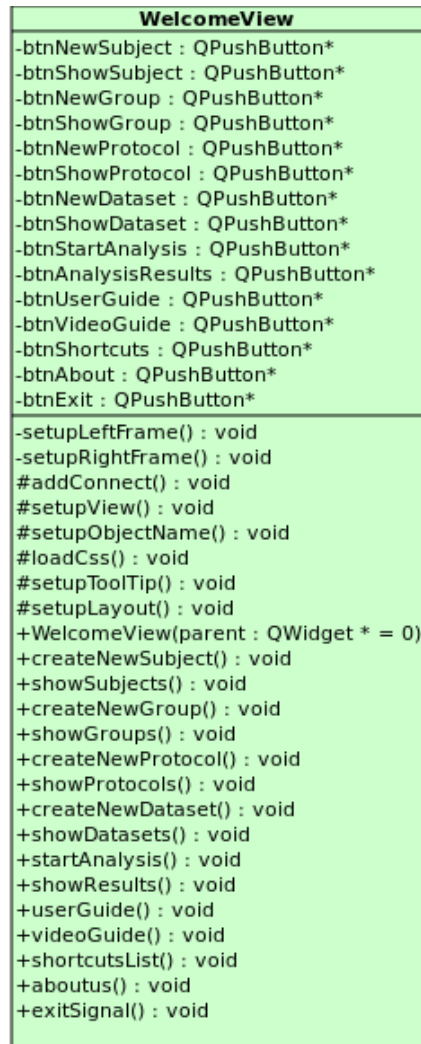 WelcomeView
-btnNewSubject : QPushButton*
-btnShowSubject : QPushButton*
-btnNewGroup : QPushButton*
-btnShowGroup : QPushButton*
-btnNewProtocol : QPushButton*
-btnShowProtocol : QPushButton*
-btnNewDataset : QPushButton*
-btnShowDataset : QPushButton*
-btnStartAnalysis : QPushButton*
-btnAnalysisResults : QPushButton*
-btnUserGuide : QPushButton*
-btnVideoGuide : QPushButton*
-btnShortcuts : QPushButton*
-btnAbout : QPushButton*
-btnExit : QPushButton*
-setupLeftFrame() : void
-setupRightFrame() : void
#addConnect() : void
#setupView() : void
#setupObjectName() : void
#loadCss() : void
#setupToolTip() : void
#setupLayout() : void
+WelcomeView(parent : QWidget * = 0)
+createNewSubject() : void
+showSubjects() : void
+createNewGroup() : void
+showGroups() : void
+createNewProtocol() : void
+showProtocols() : void
+createNewDataset() : void
+showDatasets() : void
+startAnalysis() : void
+showResults() : void
+userGuide() : void
+videoGuide() : void
+shortcutsList() : void
+aboutus() : void
+exitSignal() : void